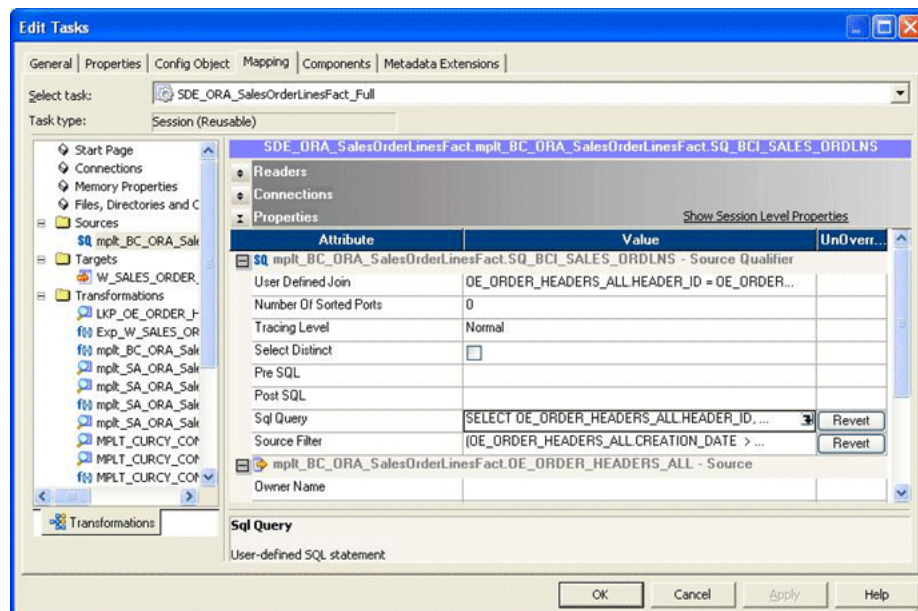 Edit Tasks
General Properties Config Object Mapping Components Metadata Extensions
Select task: SDE_ORA_SalesOrderLinesFact_Full
Task type: Session (Reusable)
Start Page
Connections
Memory Properties
Files, Directories and C
Sources
SQ mplt_BC_ORA_Sale
Targets
W_SALES_ORDER_
Transformations
LKP_OE_ORDER_H
f(x) Exp_W_SALES_OR
f(x) mplt_BC_ORA_Sale
mplt_SA_ORA_Sale
mplt_SA_ORA_Sale
f(x) mplt_SA_ORA_Sale
mplt_SA_ORA_Sale
MPLT_CURCY_CON
MPLT_CURCY_CON
f(x) MPLT_CURCY_CON
Transformations
SDE_ORA_SalesOrderLinesFact.mplt_BC_ORA_SalesOrderLinesFact.SQ_BCI_SALES_ORDLNS
Readers
Connections
Properties Show Session Level Properties
Attribute Value UnOverr...
SQ mplt_BC_ORA_SalesOrderLinesFact.SQ_BCI_SALES_ORDLNS - Source Qualifier
User Defined Join OE_ORDER_HEADERS_ALL.HEADER_ID = OE_ORDER...
Number Of Sorted Ports 0
Tracing Level Normal
Select Distinct
Pre SQL
Post SQL
Sql Query SELECT OE_ORDER_HEADERS_ALL.HEADER_ID, ... Revert
Source Filter (OE_ORDER_HEADERS_ALL.CREATION_DATE > ... Revert
mplt_BC_ORA_SalesOrderLinesFact.OE_ORDER_HEADERS_ALL - Source
Owner Name
Sql Query
User-defined SQL statement
OK Cancel Apply Help